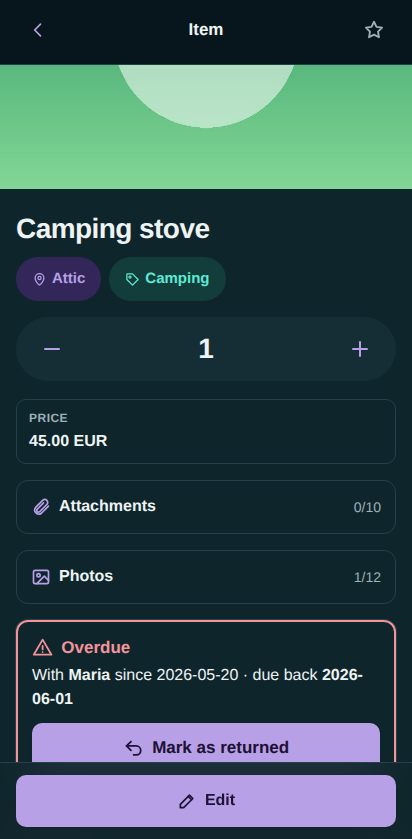 Item
Camping stove
Attic
Camping
1
PRICE
45.00 EUR
Attachments 0/10
Photos 1/12
Overdue
With Maria since 2026-05-20 · due back 2026-
06-01
Mark as returned
Edit